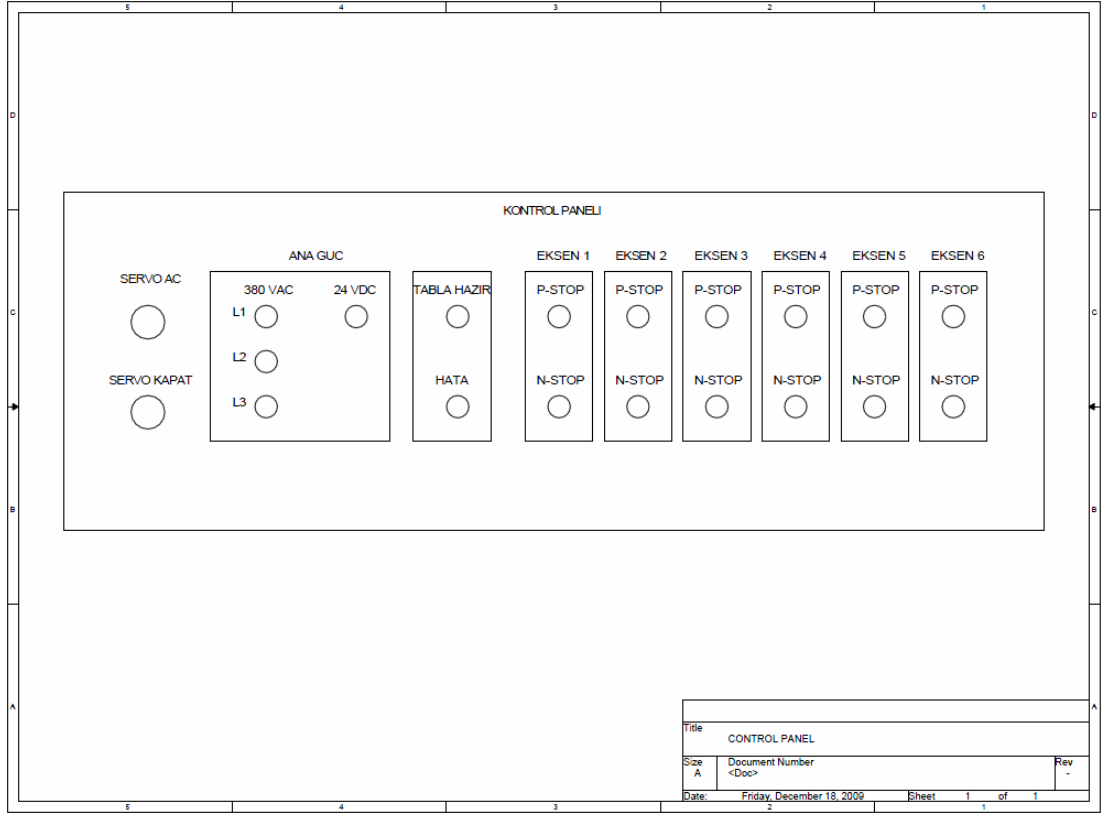 5 4 3 2 1
D D
KONTROL PANELI
ANA GUC EKSEN 1 EKSEN 2 EKSEN 3 EKSEN 4 EKSEN 5 EKSEN 6
SERVO AC
380 VAC 24 VDC TABLA HAZIR P-STOP P-STOP P-STOP P-STOP P-STOP P-STOP
C L1 C
L2
SERVO KAPAT HATA N-STOP N-STOP N-STOP N-STOP N-STOP N-STOP
L3
B B
A A
Title
CONTROL PANEL
Size Document Number Rev
A <Doc> -
Date: Friday, December 18, 2009 Sheet 1 of 1
5 4 3 2 1